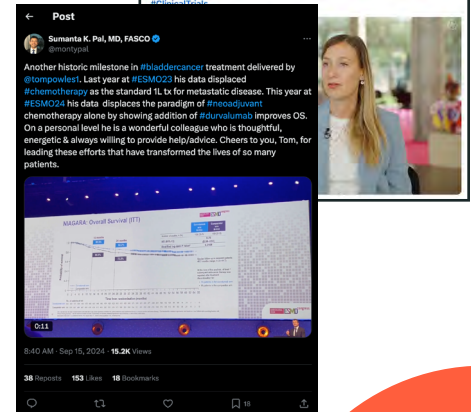 #ClinicalTrials
← Post
Sumanta K. Pal, MD, FASCO
@montypal
Another historic milestone in #bladdercancer treatment delivered by
@tompowles1. Last year at #ESMO23 his data displaced
#chemotherapy as the standard 1L tx for metastatic disease. This year at
#ESMO24 his data displaces the paradigm of #neoadjuvant
chemotherapy alone by showing addition of #durvalumab improves OS.
On a personal level he is a wonderful colleague who is thoughtful,
energetic & always willing to provide help/advice. Cheers to you, Tom, for
leading these efforts that have transformed the lives of so many
patients.
NIAGARA: Overall Survival (ITT)
0:11
8:40 AM · Sep 15, 2024 · 15.2K Views
38 Reposts 153 Likes 18 Bookmarks
18